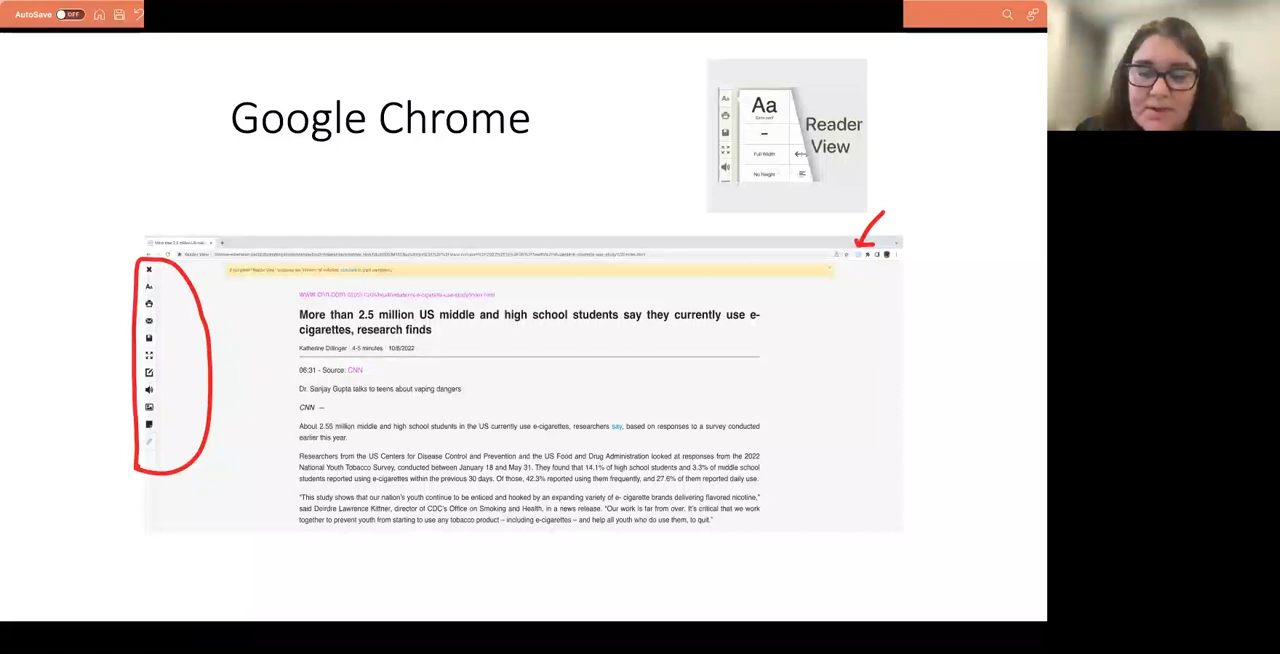 AutoSave OFF
Google Chrome
Aa
Sans-serif
Full Width
No height
Reader
View
More than 2.5 million US middle and high school students say they currently use e-
cigarettes, research finds
Katherine Dillinger 4-5 minutes 10/6/2022
06:31 - Source: CNN
Dr. Sanjay Gupta talks to teens about vaping dangers
CNN —
About 2.55 million middle and high school students in the US currently use e-cigarettes, researchers say, based on responses to a survey conducted
earlier this year.
Researchers from the US Centers for Disease Control and Prevention and the US Food and Drug Administration looked at responses from the 2022
National Youth Tobacco Survey, conducted between January 18 and May 31. They found that 14.1% of high school students and 3.3% of middle school
students reported using e-cigarettes within the previous 30 days. Of those, 42.3% reported using them frequently, and 27.6% of them reported daily use.
"This study shows that our nation's youth continue to be enticed and hooked by an expanding variety of e- cigarette brands delivering flavored nicotine,"
said Deirdre Lawrence Kittner, director of CDC's Office on Smoking and Health, in a news release. "Our work is far from over. It's critical that we work
together to prevent youth from starting to use any tobacco product – including e-cigarettes – and help all youth who do use them, to quit."